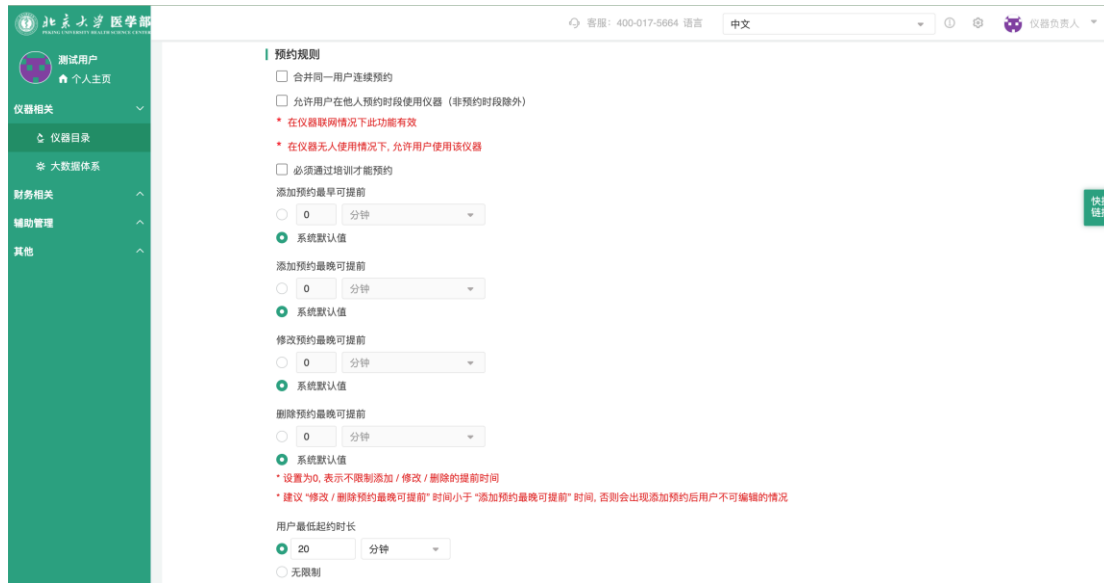 北京大学医学部
PEKING UNIVERSITY HEALTH SCIENCE CENTER
客服：400-017-5664 语言
中文
仪器负责人
测试用户
个人主页
仪器相关
仪器目录
大数据体系
财务相关
辅助管理
其他
预约规则
合并同一用户连续预约
允许用户在他人预约时段使用仪器（非预约时段除外）
* 在仪器联网情况下此功能有效
* 在仪器无人使用情况下, 允许用户使用该仪器
必须通过培训才能预约
添加预约最早可提前
0 分钟
系统默认值
添加预约最晚可提前
0 分钟
系统默认值
修改预约最晚可提前
0 分钟
系统默认值
删除预约最晚可提前
0 分钟
系统默认值
* 设置为0, 表示不限制添加 / 修改 / 删除的提前时间
* 建议 “修改 / 删除预约最晚可提前” 时间小于 “添加预约最晚可提前” 时间, 否则会出现添加预约后用户不可编辑的情况
用户最低起约时长
20 分钟
无限制